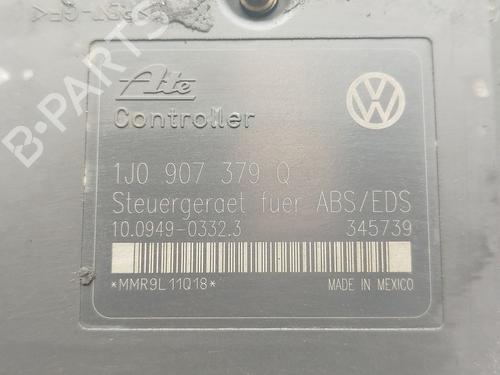 Ate
Controller
1J0 907 379 Q
Steuergeraet fuer ABS/EDS
10.0949-0332.3 345739
*MMR9L11Q18* MADE IN MEXICO
B-PARTS